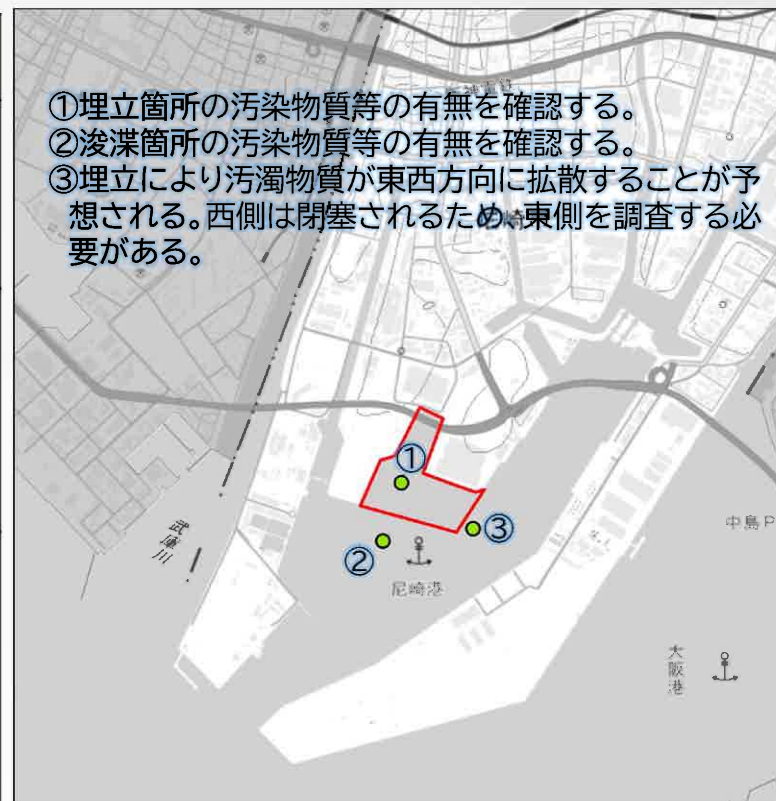 ①埋立箇所の汚染物質等の有無を確認する。
②浚渫箇所の汚染物質等の有無を確認する。
③埋立により汚濁物質が東西方向に拡散することが予
想される。西側は閉塞されるため、東側を調査する必
要がある。
①
③
②
尼崎港
武庫川
中島P
大阪港